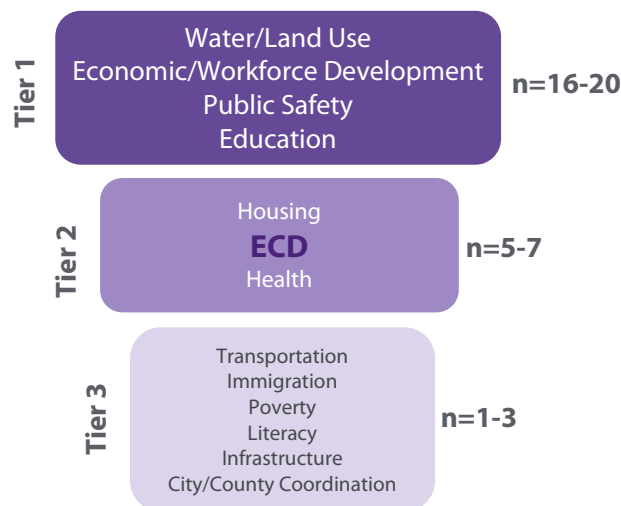 Tier 1
Water/Land Use
Economic/Workforce Development
Public Safety
Education
n=16-20
Tier 2
Housing
ECD
Health
n=5-7
Tier 3
Transportation
Immigration
Poverty
Literacy
Infrastructure
City/County Coordination
n=1-3